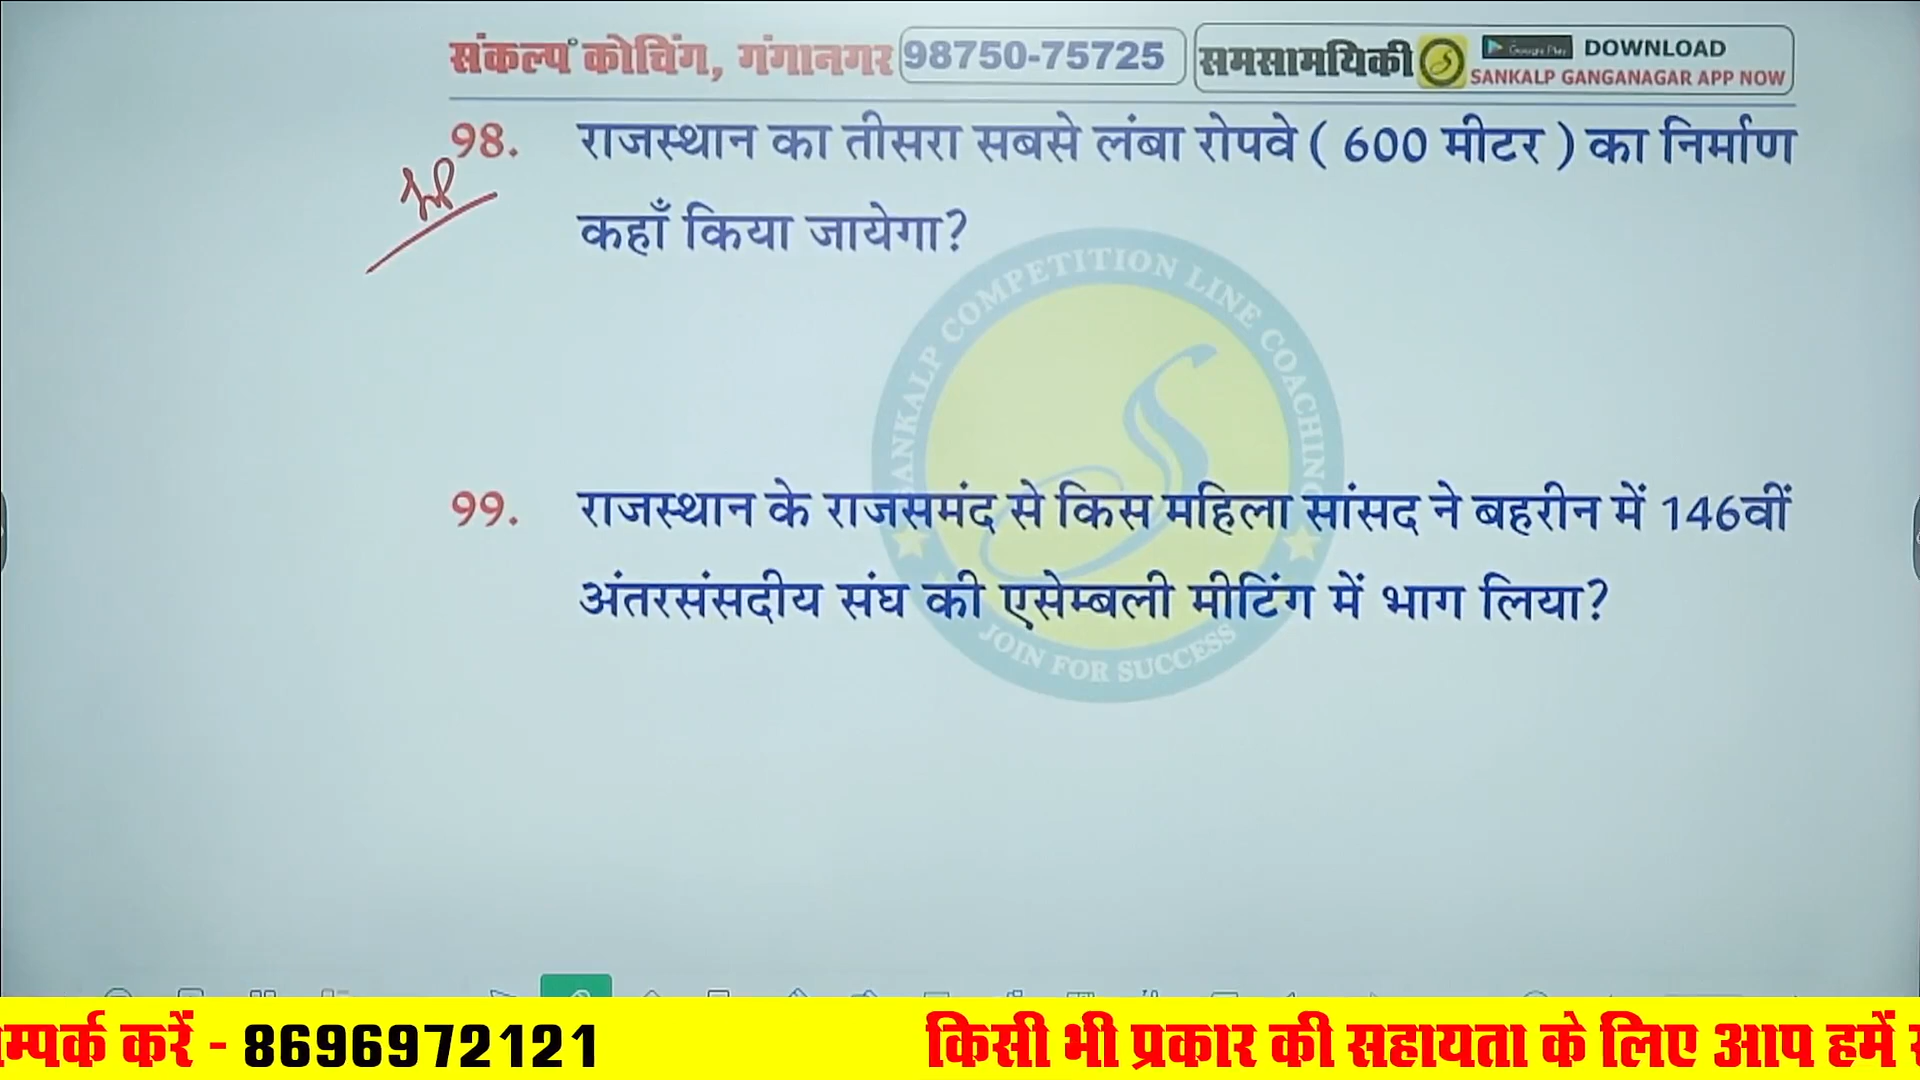 संकल्प कोचिंग, गंगानगर 98750-75725 समसामयिकी Google Play DOWNLOAD
SANKALP GANGANAGAR APP NOW
98. राजस्थान का तीसरा सबसे लंबा रोपवे ( 600 मीटर ) का निर्माण
कहाँ किया जायेगा?
SANKALP COMPETITION LINE COACHING
99. राजस्थान के राजसमंद से किस महिला सांसद ने बहरीन में 146वीं
अंतरसंसदीय संघ की एसेम्बली मीटिंग में भाग लिया?
JOIN FOR SUCCESS
म्पर्क करें - 8696972121 किसी भी प्रकार की सहायता के लिए आप हमें